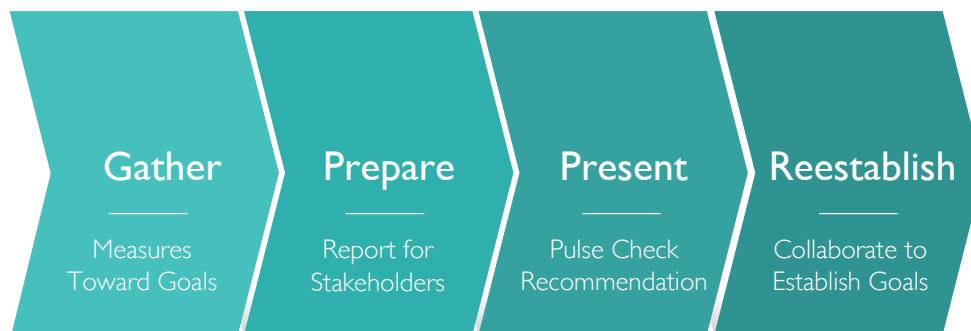 Gather
Measures
Toward Goals
Prepare
Report for
Stakeholders
Present
Pulse Check
Recommendation
Reestablish
Collaborate to
Establish Goals